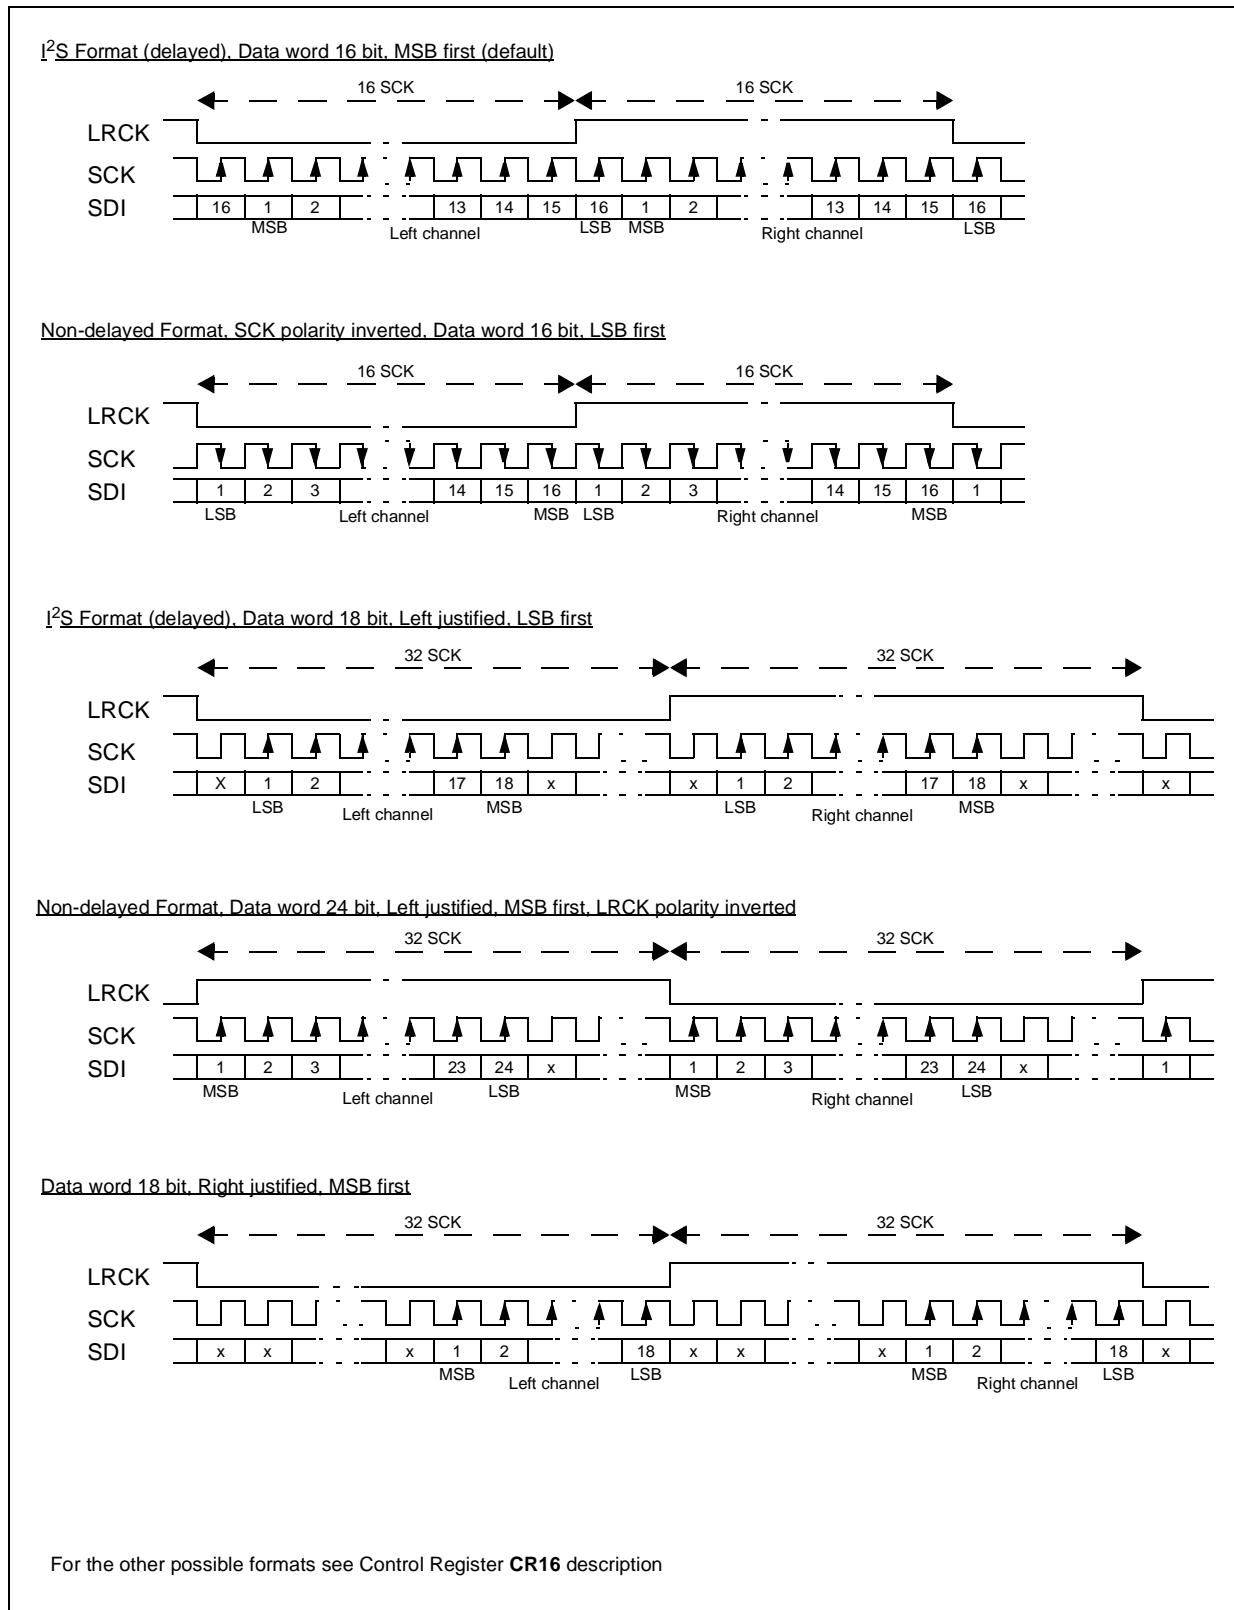 I²S Format (delayed), Data word 16 bit, MSB first (default)
16 SCK 16 SCK
LRCK
SCK
SDI 16 1 2 13 14 15 16 1 2 13 14 15 16
MSB Left channel LSB MSB Right channel LSB
Non-delayed Format, SCK polarity inverted, Data word 16 bit, LSB first
16 SCK 16 SCK
LRCK
SCK
SDI 1 2 3 14 15 16 1 2 3 14 15 16 1
LSB Left channel MSB LSB Right channel MSB
I²S Format (delayed), Data word 18 bit, Left justified, LSB first
32 SCK 32 SCK
LRCK
SCK
SDI X 1 2 17 18 x x 1 2 17 18 x x
LSB Left channel MSB LSB Right channel MSB
Non-delayed Format, Data word 24 bit, Left justified, MSB first, LRCK polarity inverted
32 SCK 32 SCK
LRCK
SCK
SDI 1 2 3 23 24 x 1 2 3 23 24 x 1
MSB Left channel LSB MSB Right channel LSB
Data word 18 bit, Right justified, MSB first
32 SCK 32 SCK
LRCK
SCK
SDI x x x 1 2 18 x x x 1 2 18 x
MSB Left channel LSB MSB Right channel LSB
For the other possible formats see Control Register CR16 description